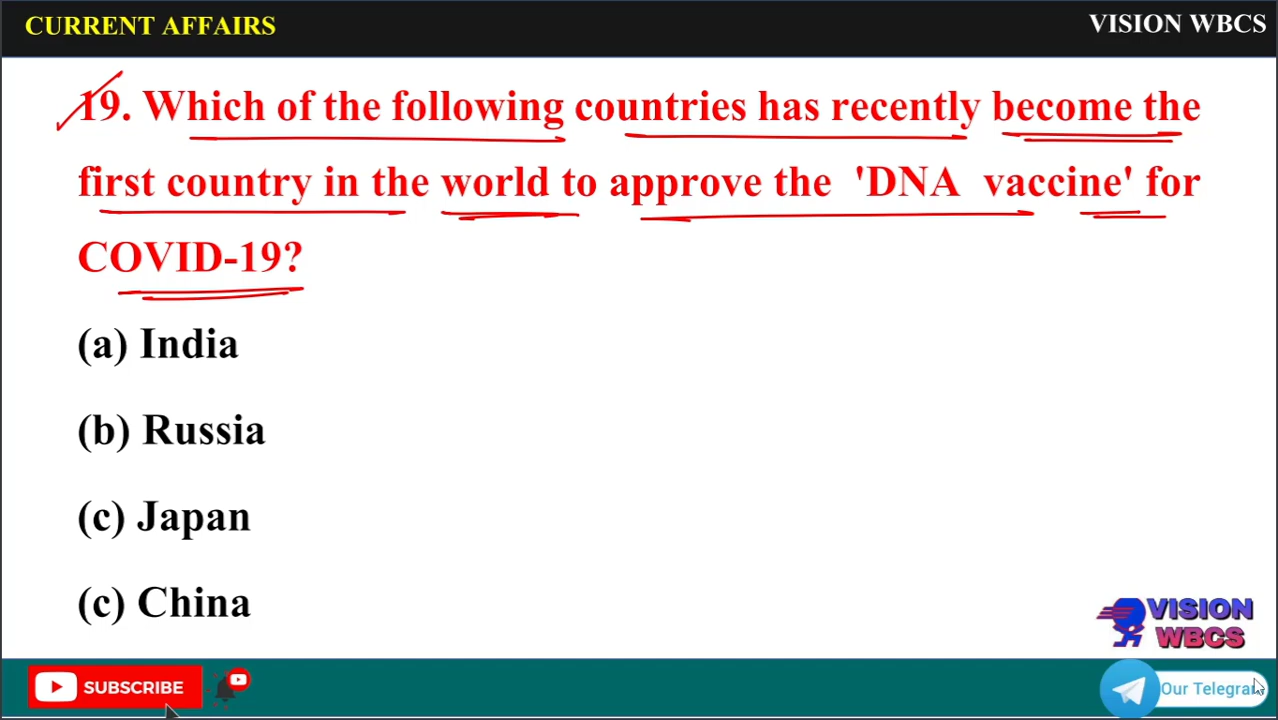 CURRENT AFFAIRS
VISION WBCS
19. Which of the following countries has recently become the
first country in the world to approve the 'DNA vaccine' for
COVID-19?
(a) India
(b) Russia
(c) Japan
(c) China
VISION
WBCS
SUBSCRIBE
Our Telegram